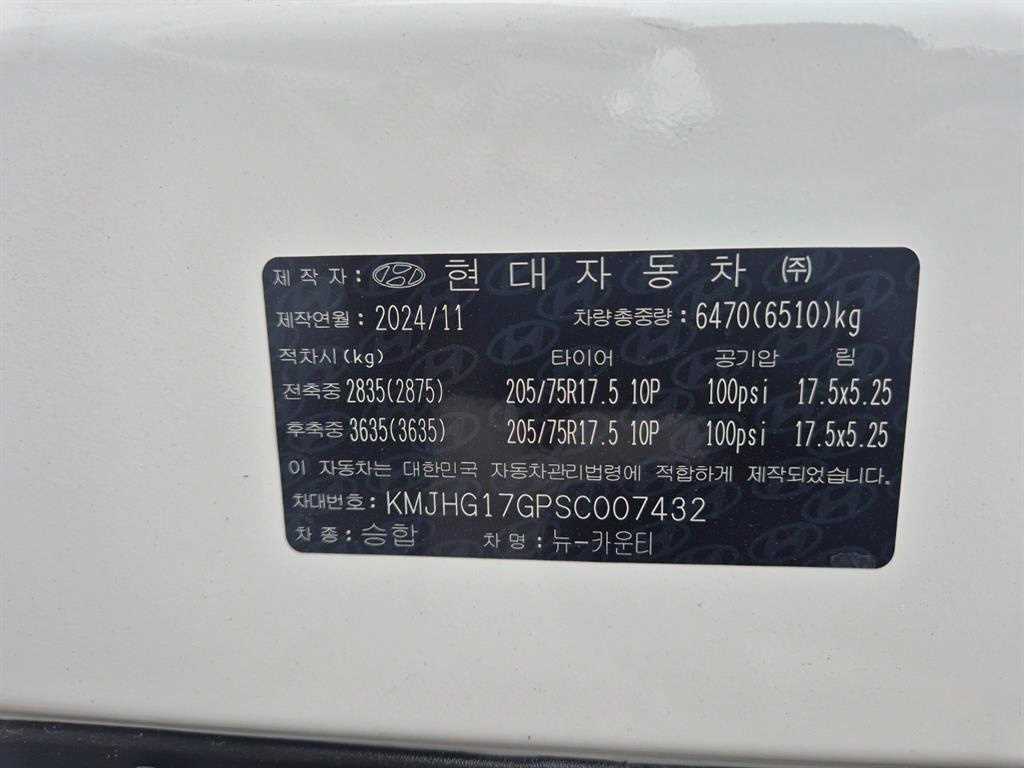 제작자: 현대자동차 ㈜
제작연월: 2024/11 차량총중량: 6470(6510)kg
적차시(kg) 타이어 공기압 림
전축중 2835(2875) 205/75R17.5 10P 100psi 17.5x5.25
후축중 3635(3635) 205/75R17.5 10P 100psi 17.5x5.25
이 자동차는 대한민국 자동차관리법령에 적합하게 제작되었습니다.
차대번호: KMJHG17GPSC007432
차종: 승합 차명: 뉴-카운티